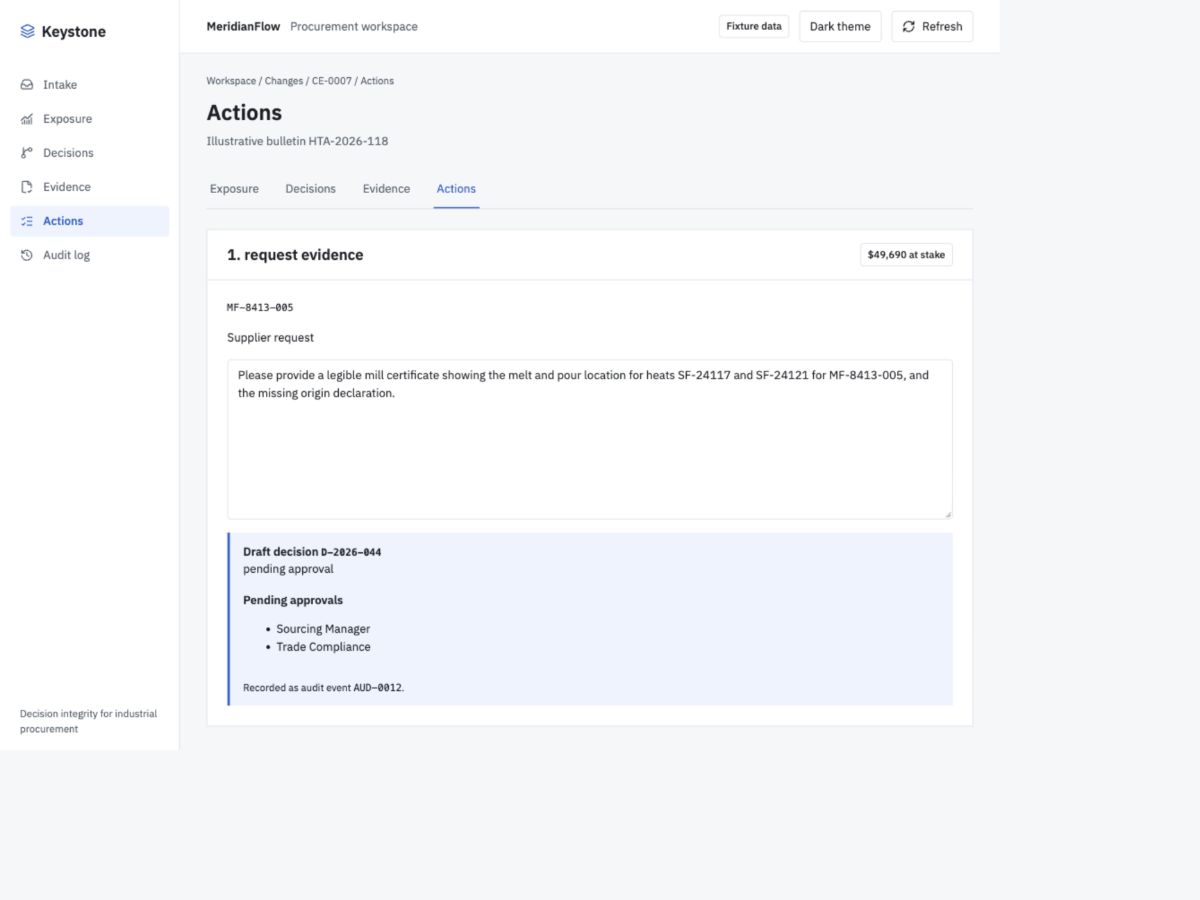 Keystone
MeridianFlow Procurement workspace
Fixture data
Dark theme
Refresh
Intake
Exposure
Decisions
Evidence
Actions
Audit log
Workspace / Changes / CE-0007 / Actions
Actions
Illustrative bulletin HTA-2026-118
Exposure Decisions Evidence Actions
1. request evidence
$49,690 at stake
MF-8413-005
Supplier request
Please provide a legible mill certificate showing the melt and pour location for heats SF-24117 and SF-24121 for MF-8413-005, and
the missing origin declaration.
Draft decision D-2026-044
pending approval
Pending approvals
• Sourcing Manager
• Trade Compliance
Recorded as audit event AUD-0012.
Decision integrity for industrial
procurement